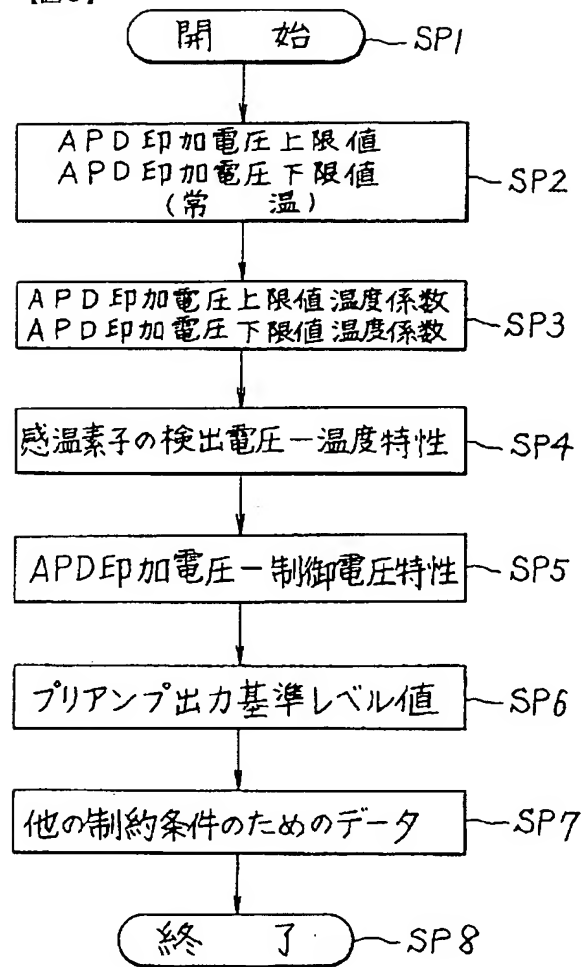 開 始 SP1
APD印加電圧上限値
APD印加電圧下限値
(常 温) SP2
APD印加電圧上限値温度係数
APD印加電圧下限値温度係数 SP3
感温素子の検出電圧-温度特性 SP4
APD印加電圧-制御電圧特性 SP5
プリアンプ出力基準レベル値 SP6
他の制約条件のためのデータ SP7
終 了 SP8